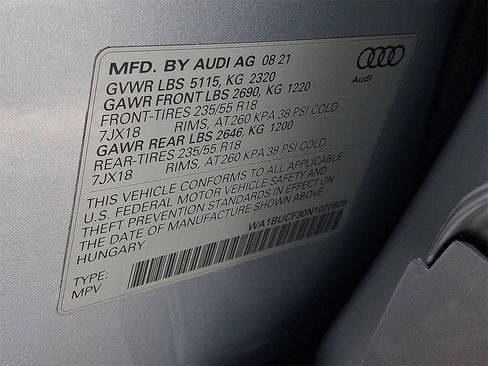 MFD. BY AUDI AG 08 21
Audi
GVWR LBS 5115, KG 2320
GAWR FRONT LBS 2690, KG 1220
FRONT-TIRES 235/55 R18
7JX18 RIMS, AT260 KPA 38 PSI COLD
GAWR REAR LBS 2646, KG 1200
REAR-TIRES 235/55 R18
7JX18 RIMS, AT260 KPA 38 PSI COLD
THIS VEHICLE CONFORMS TO ALL APPLICABLE
U.S. FEDERAL MOTOR VEHICLE SAFETY AND
THEFT PREVENTION STANDARDS IN EFFECT ON
THE DATE OF MANUFACTURE SHOWN ABOVE
HUNGARY
WA1BUCF30N1020809
TYPE:
MPV